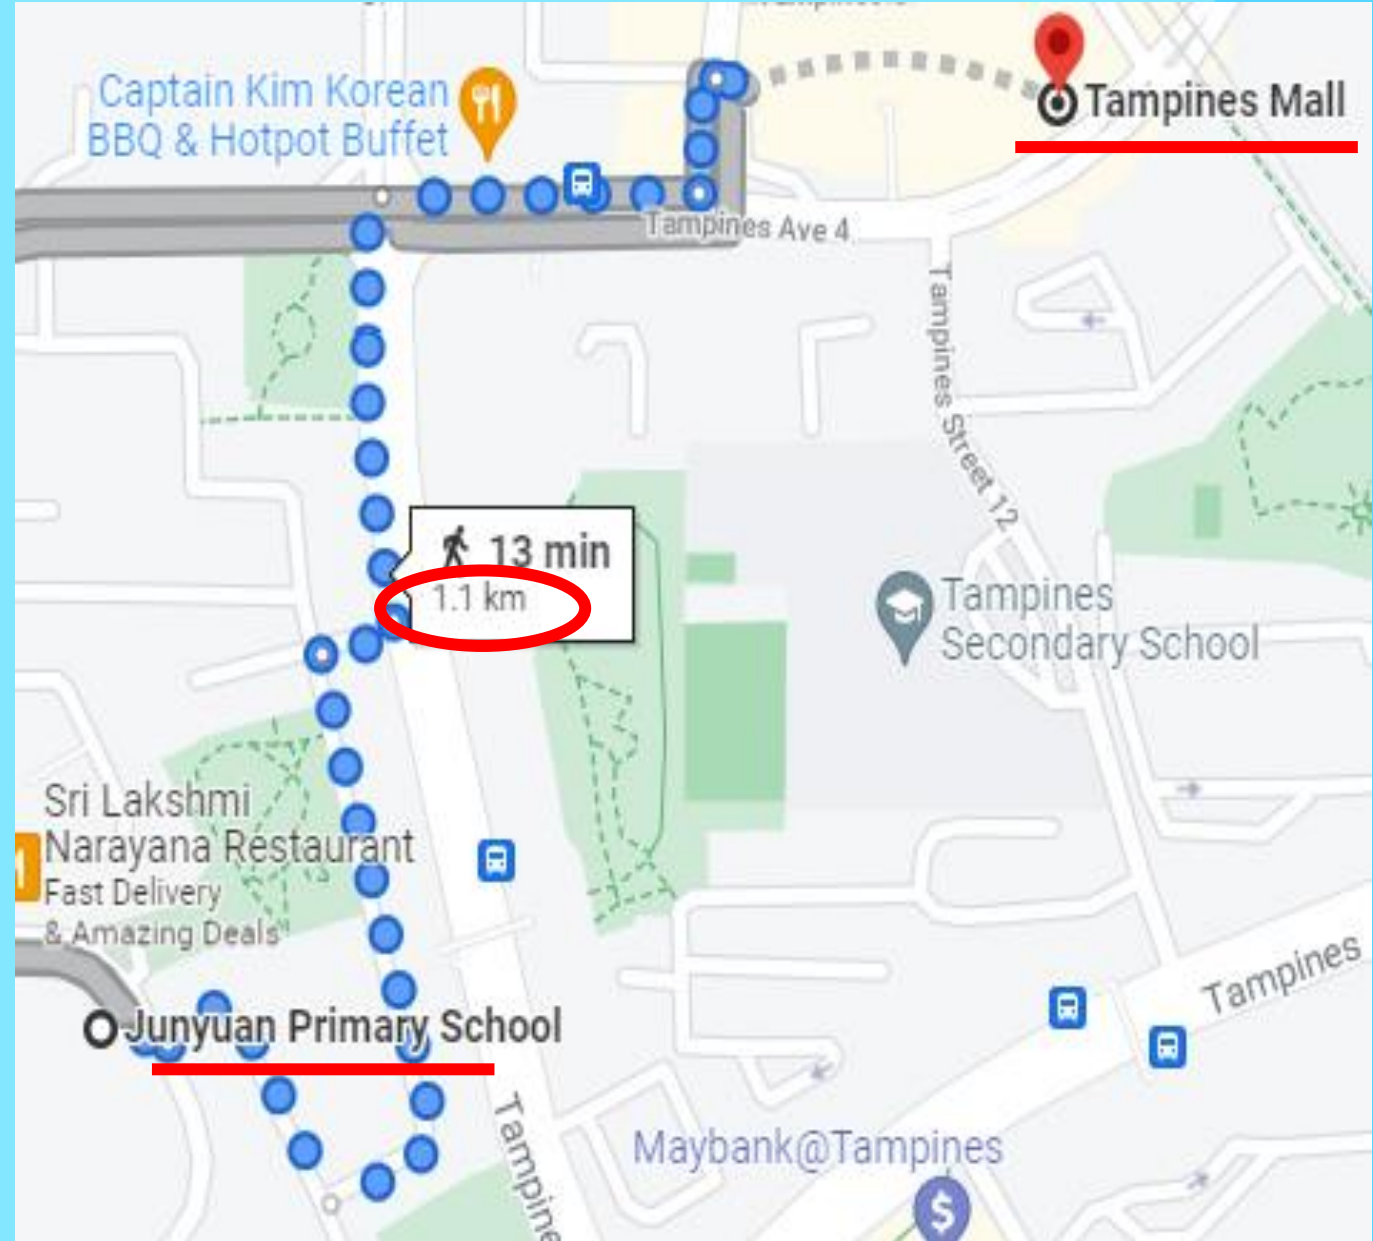 Captain Kim Korean
BBQ & Hotpot Buffet
Tampines Mall
Tampines Ave 4
Tampines Street 12
13 min
1.1 km
Tampines
Secondary School
Sri Lakshmi
Narayana Restaurant
Fast Delivery
& Amazing Deals
Tampines
Junyuan Primary School
Maybank@Tampines
$